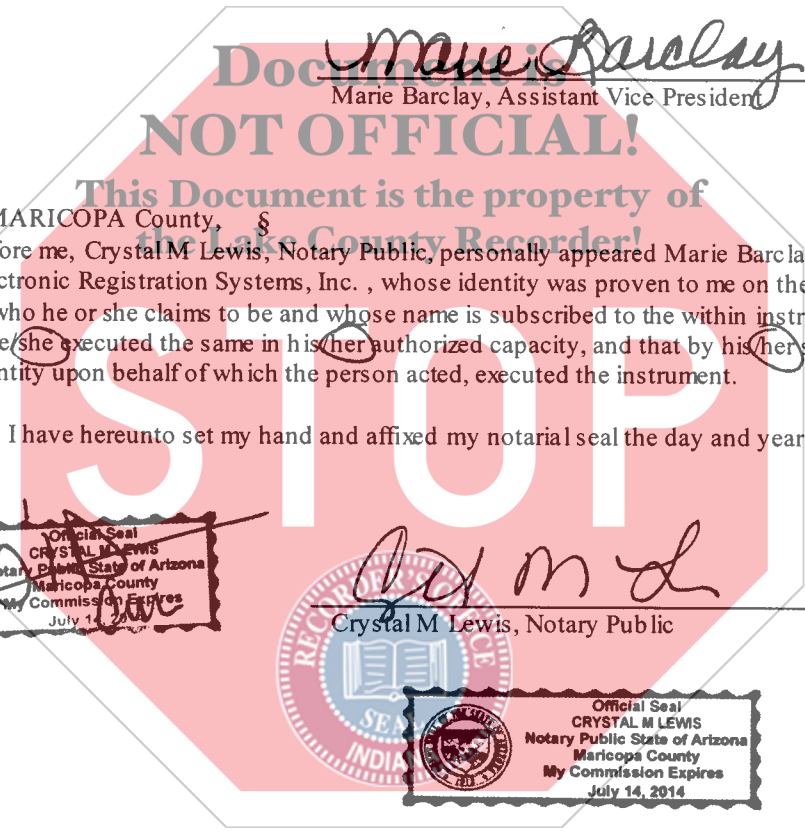 Marie Barclay
Document is
Marie Barclay, Assistant Vice President
NOT OFFICIAL!
This Document is the property of
MARICOPA County, §
the Lake County Recorder!
fore me, Crystal M Lewis, Notary Public, personally appeared Marie Barcla
ctronic Registration Systems, Inc. , whose identity was proven to me on the
who he or she claims to be and whose name is subscribed to the within instr
e/she executed the same in his/her authorized capacity, and that by his/her s
ntity upon behalf of which the person acted, executed the instrument.
STOP
I have hereunto set my hand and affixed my notarial seal the day and year
Official Seal
CRYSTAL M LEWIS
otary Public State of Arizona
Maricopa County
My Commission Expires
July 14, 2014
Crystal M Lewis, Notary Public
RECORDER'S OFFICE
SEAL
INDIANA
Official Seal
CRYSTAL M LEWIS
Notary Public State of Arizona
Maricopa County
My Commission Expires
July 14, 2014